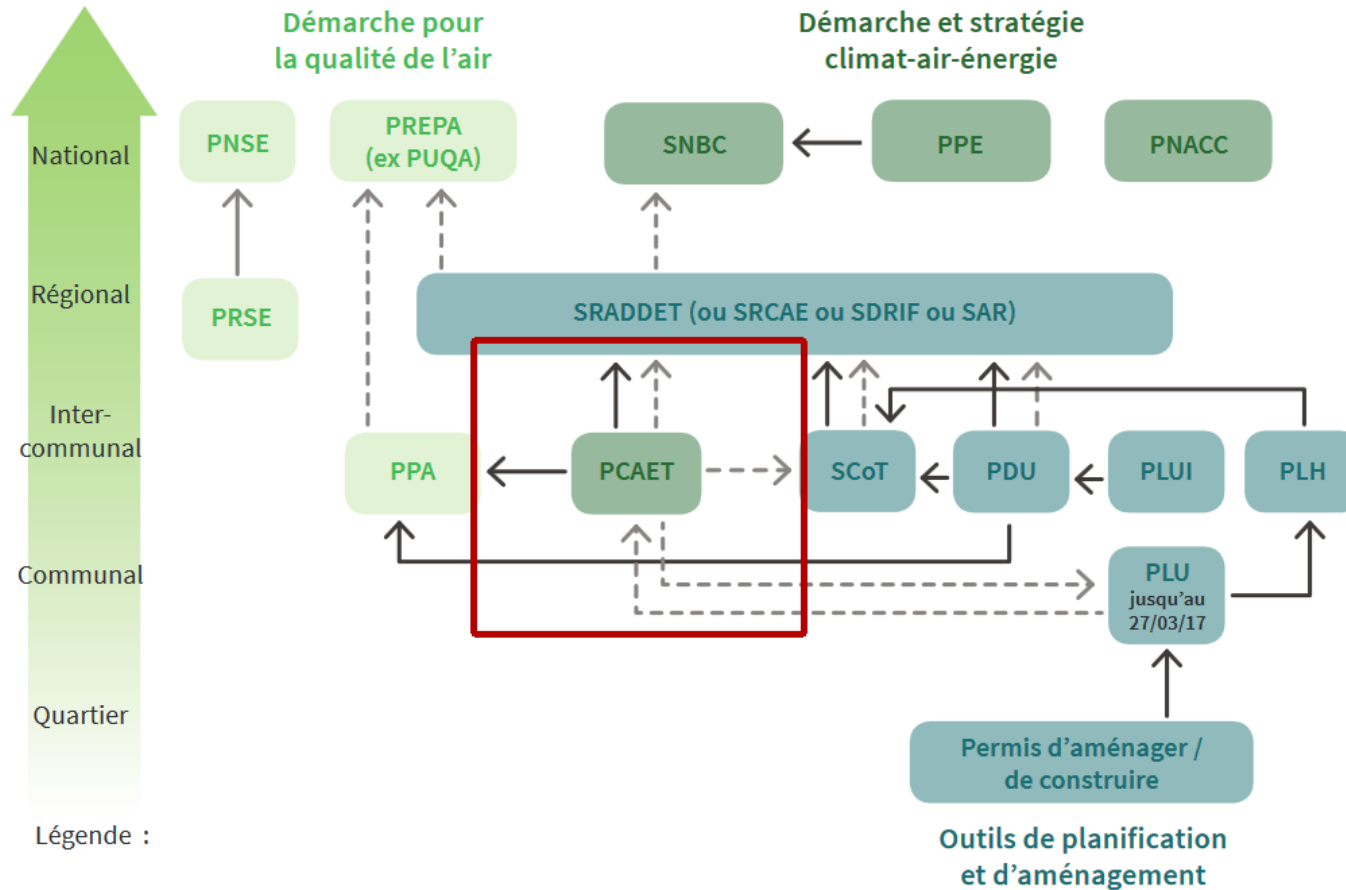 Démarche pour
la qualité de l'air
Démarche et stratégie
climat-air-énergie
National
PNSE
PREPA
(ex PUQA)
SNBC
PPE
PNACC
Régional
PRSE
SRADDET (ou SRCAE ou SDRIF ou SAR)
Inter-
communal
PPA
PCAET
SCoT
PDU
PLUI
PLH
Communal
PLU
jusqu'au
27/03/17
Quartier
Permis d'aménager /
de construire
Légende :
Outils de planification
et d'aménagement